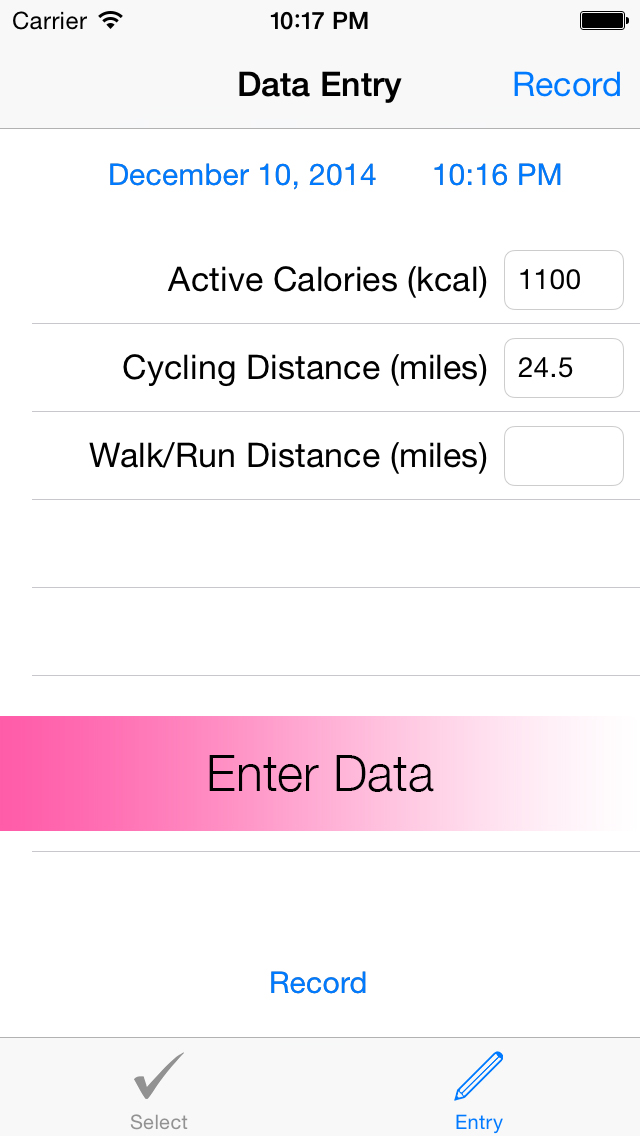 Carrier 10:17 PM
Data Entry Record
December 10, 2014 10:16 PM
Active Calories (kcal) 1100
Cycling Distance (miles) 24.5
Walk/Run Distance (miles)
Enter Data
Record
Select Entry